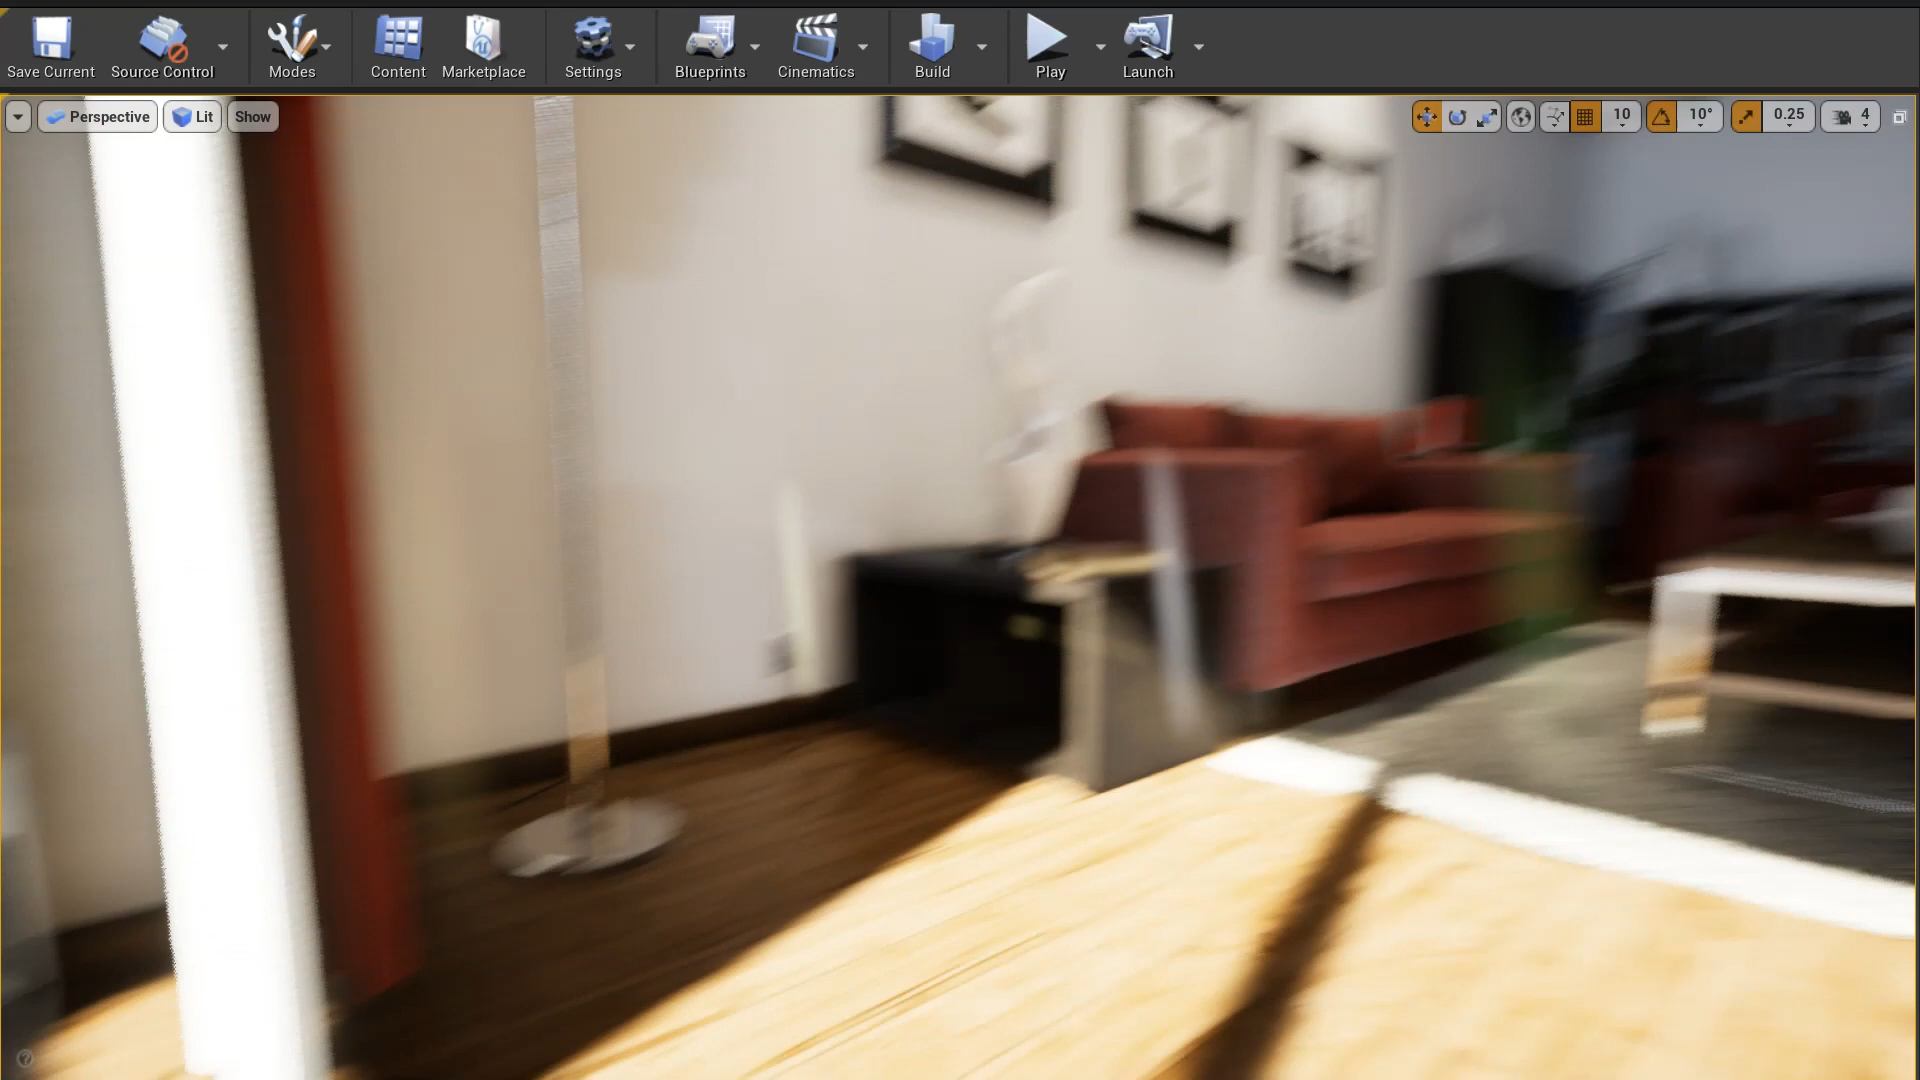 Save Current Source Control Modes Content Marketplace Settings Blueprints Cinematics Build Play Launch
Perspective Lit Show 10 10° 0.25 4